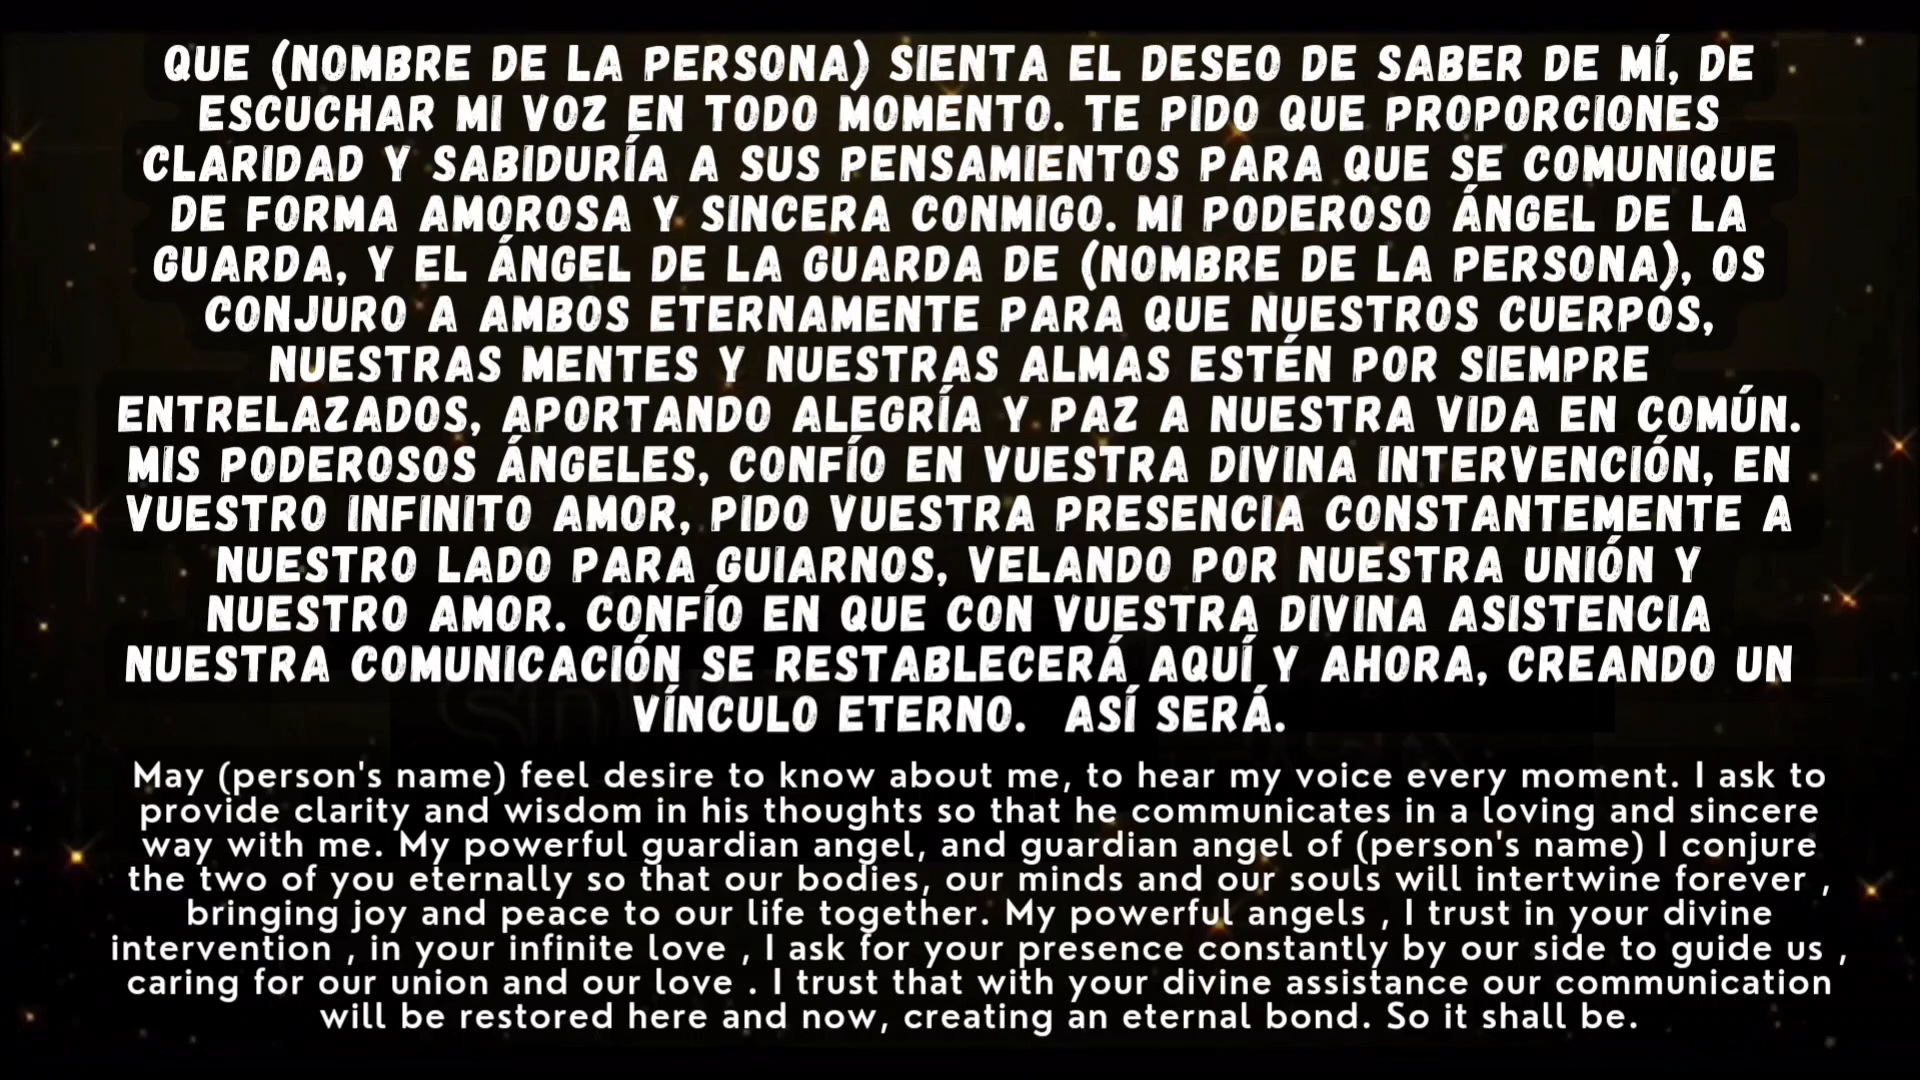 QUE (NOMBRE DE LA PERSONA) SIENTA EL DESEO DE SABER DE MÍ, DE
ESCUCHAR MI VOZ EN TODO MOMENTO. TE PIDO QUE PROPORCIONES
CLARIDAD Y SABIDURÍA A SUS PENSAMIENTOS PARA QUE SE COMUNIQUE
DE FORMA AMOROSA Y SINCERA CONMIGO. MI PODEROSO ÁNGEL DE LA
GUARDA, Y EL ÁNGEL DE LA GUARDA DE (NOMBRE DE LA PERSONA), OS
CONJURO A AMBOS ETERNAMENTE PARA QUE NUESTROS CUERPOS,
NUESTRAS MENTES Y NUESTRAS ALMAS ESTÉN POR SIEMPRE
ENTRELAZADOS, APORTANDO ALEGRÍA Y PAZ A NUESTRA VIDA EN COMÚN.
MIS PODEROSOS ÁNGELES, CONFÍO EN VUESTRA DIVINA INTERVENCIÓN, EN
VUESTRO INFINITO AMOR, PIDO VUESTRA PRESENCIA CONSTANTEMENTE A
NUESTRO LADO PARA GUIARNOS, VELANDO POR NUESTRA UNIÓN Y
NUESTRO AMOR. CONFÍO EN QUE CON VUESTRA DIVINA ASISTENCIA
NUESTRA COMUNICACIÓN SE RESTABLECERÁ AQUÍ Y AHORA, CREANDO UN
VÍNCULO ETERNO. ASÍ SERÁ.
May (person's name) feel desire to know about me, to hear my voice every moment. I ask to
provide clarity and wisdom in his thoughts so that he communicates in a loving and sincere
way with me. My powerful guardian angel, and guardian angel of (person's name) I conjure
the two of you eternally so that our bodies, our minds and our souls will intertwine forever ,
bringing joy and peace to our life together. My powerful angels , I trust in your divine
intervention , in your infinite love , I ask for your presence constantly by our side to guide us ,
caring for our union and our love . I trust that with your divine assistance our communication
will be restored here and now, creating an eternal bond. So it shall be.